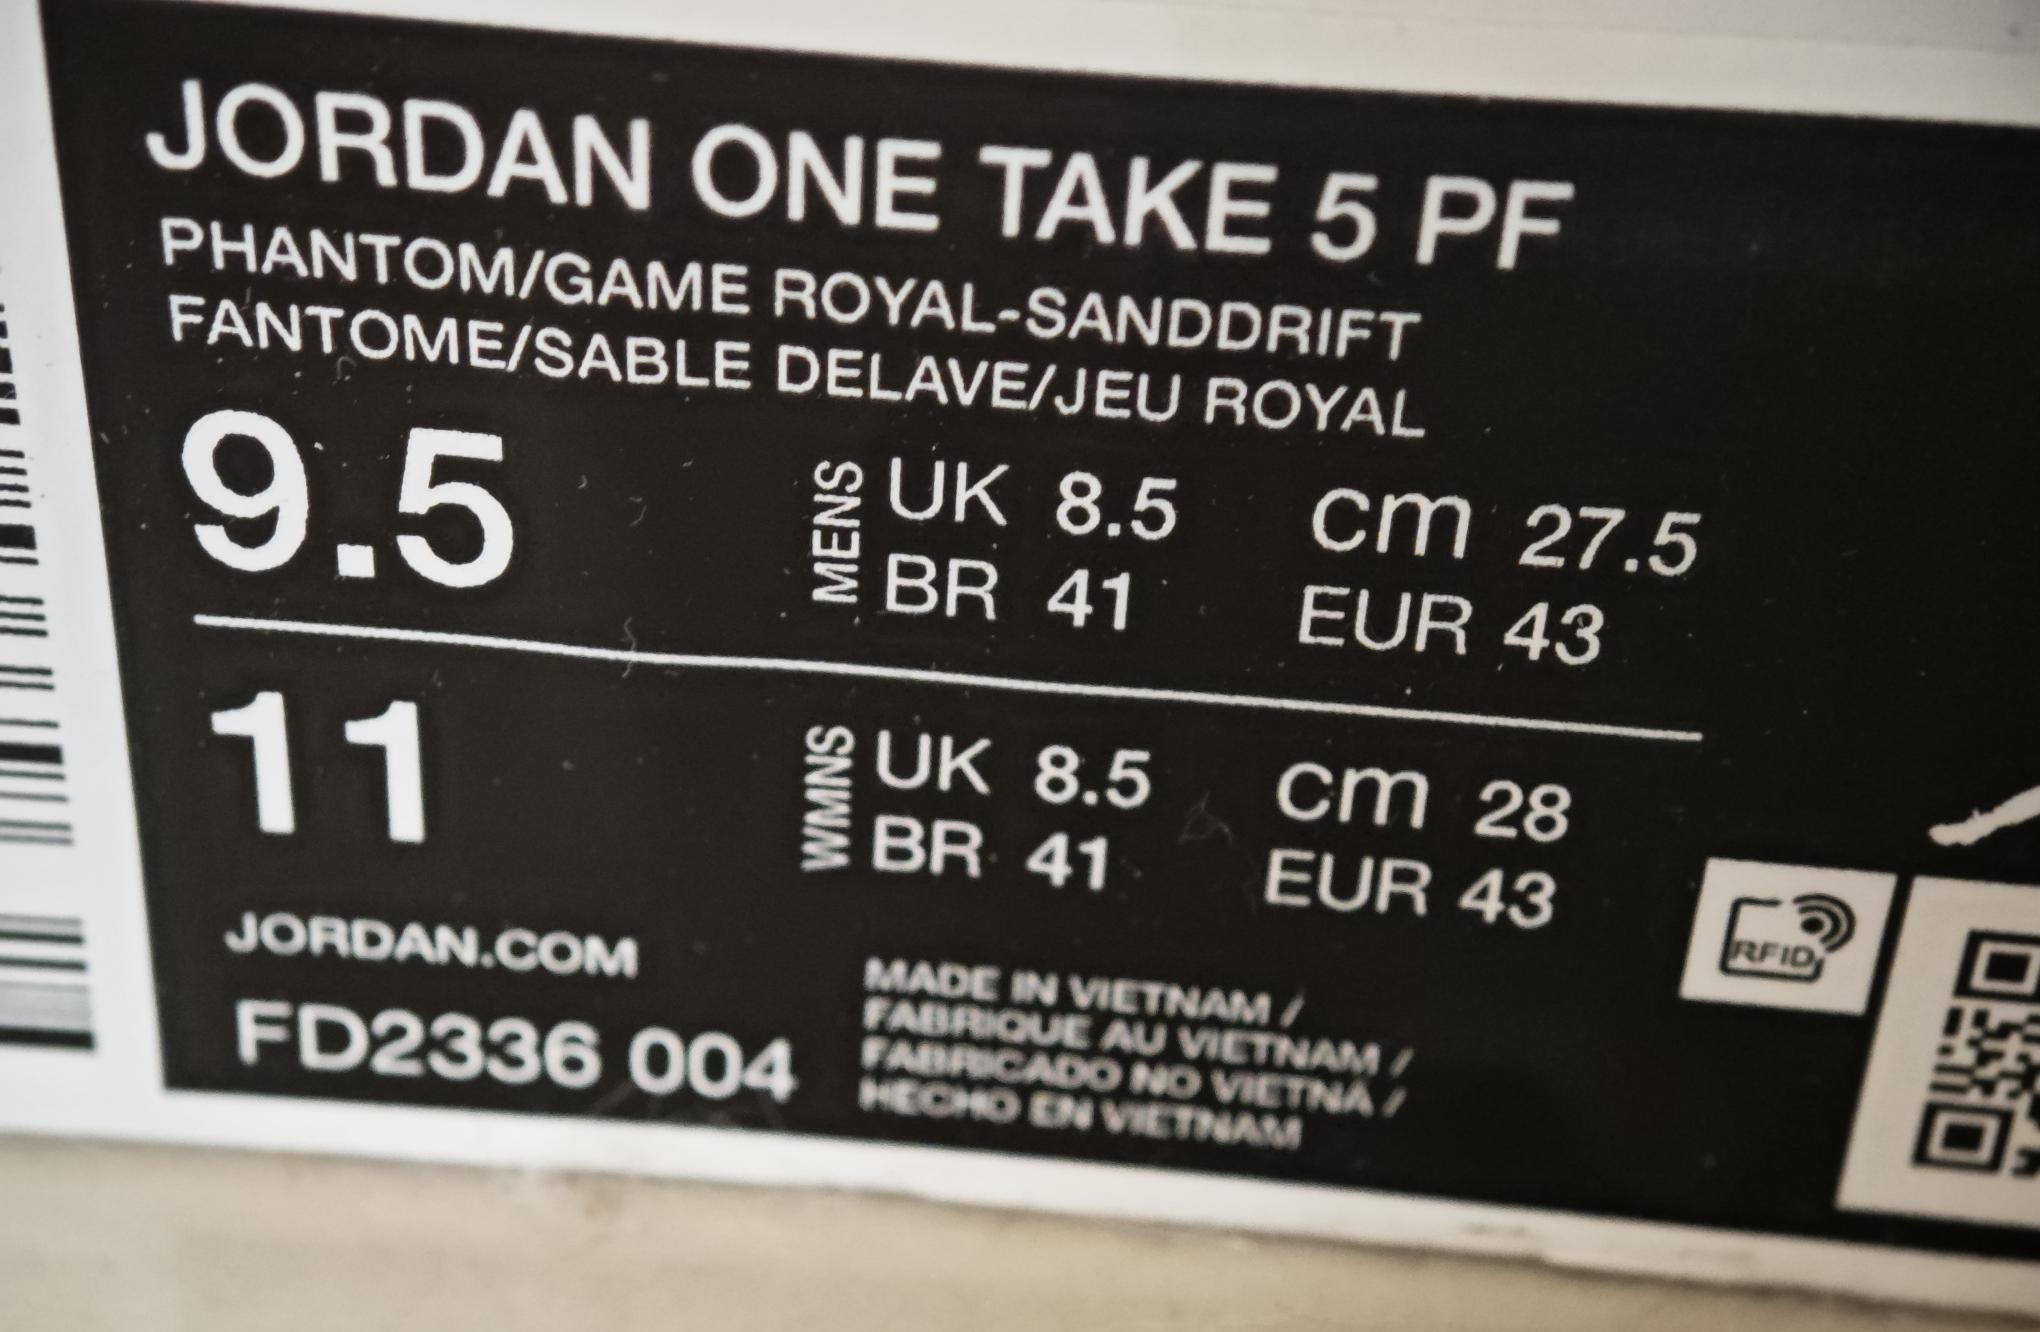 JORDAN ONE TAKE 5 PF
PHANTOM/GAME ROYAL-SANDDRIFT
FANTOME/SABLE DELAVE/JEU ROYAL
9.5
MENS
UK 8.5 cm 27.5
BR 41 EUR 43
11
WMNS
UK 8.5 cm 28
BR 41 EUR 43
JORDAN.COM
FD2336 004
MADE IN VIETNAM /
FABRIQUE AU VIETNAM /
FABRICADO NO VIETNÃ /
HECHO EN VIETNAM
RFID